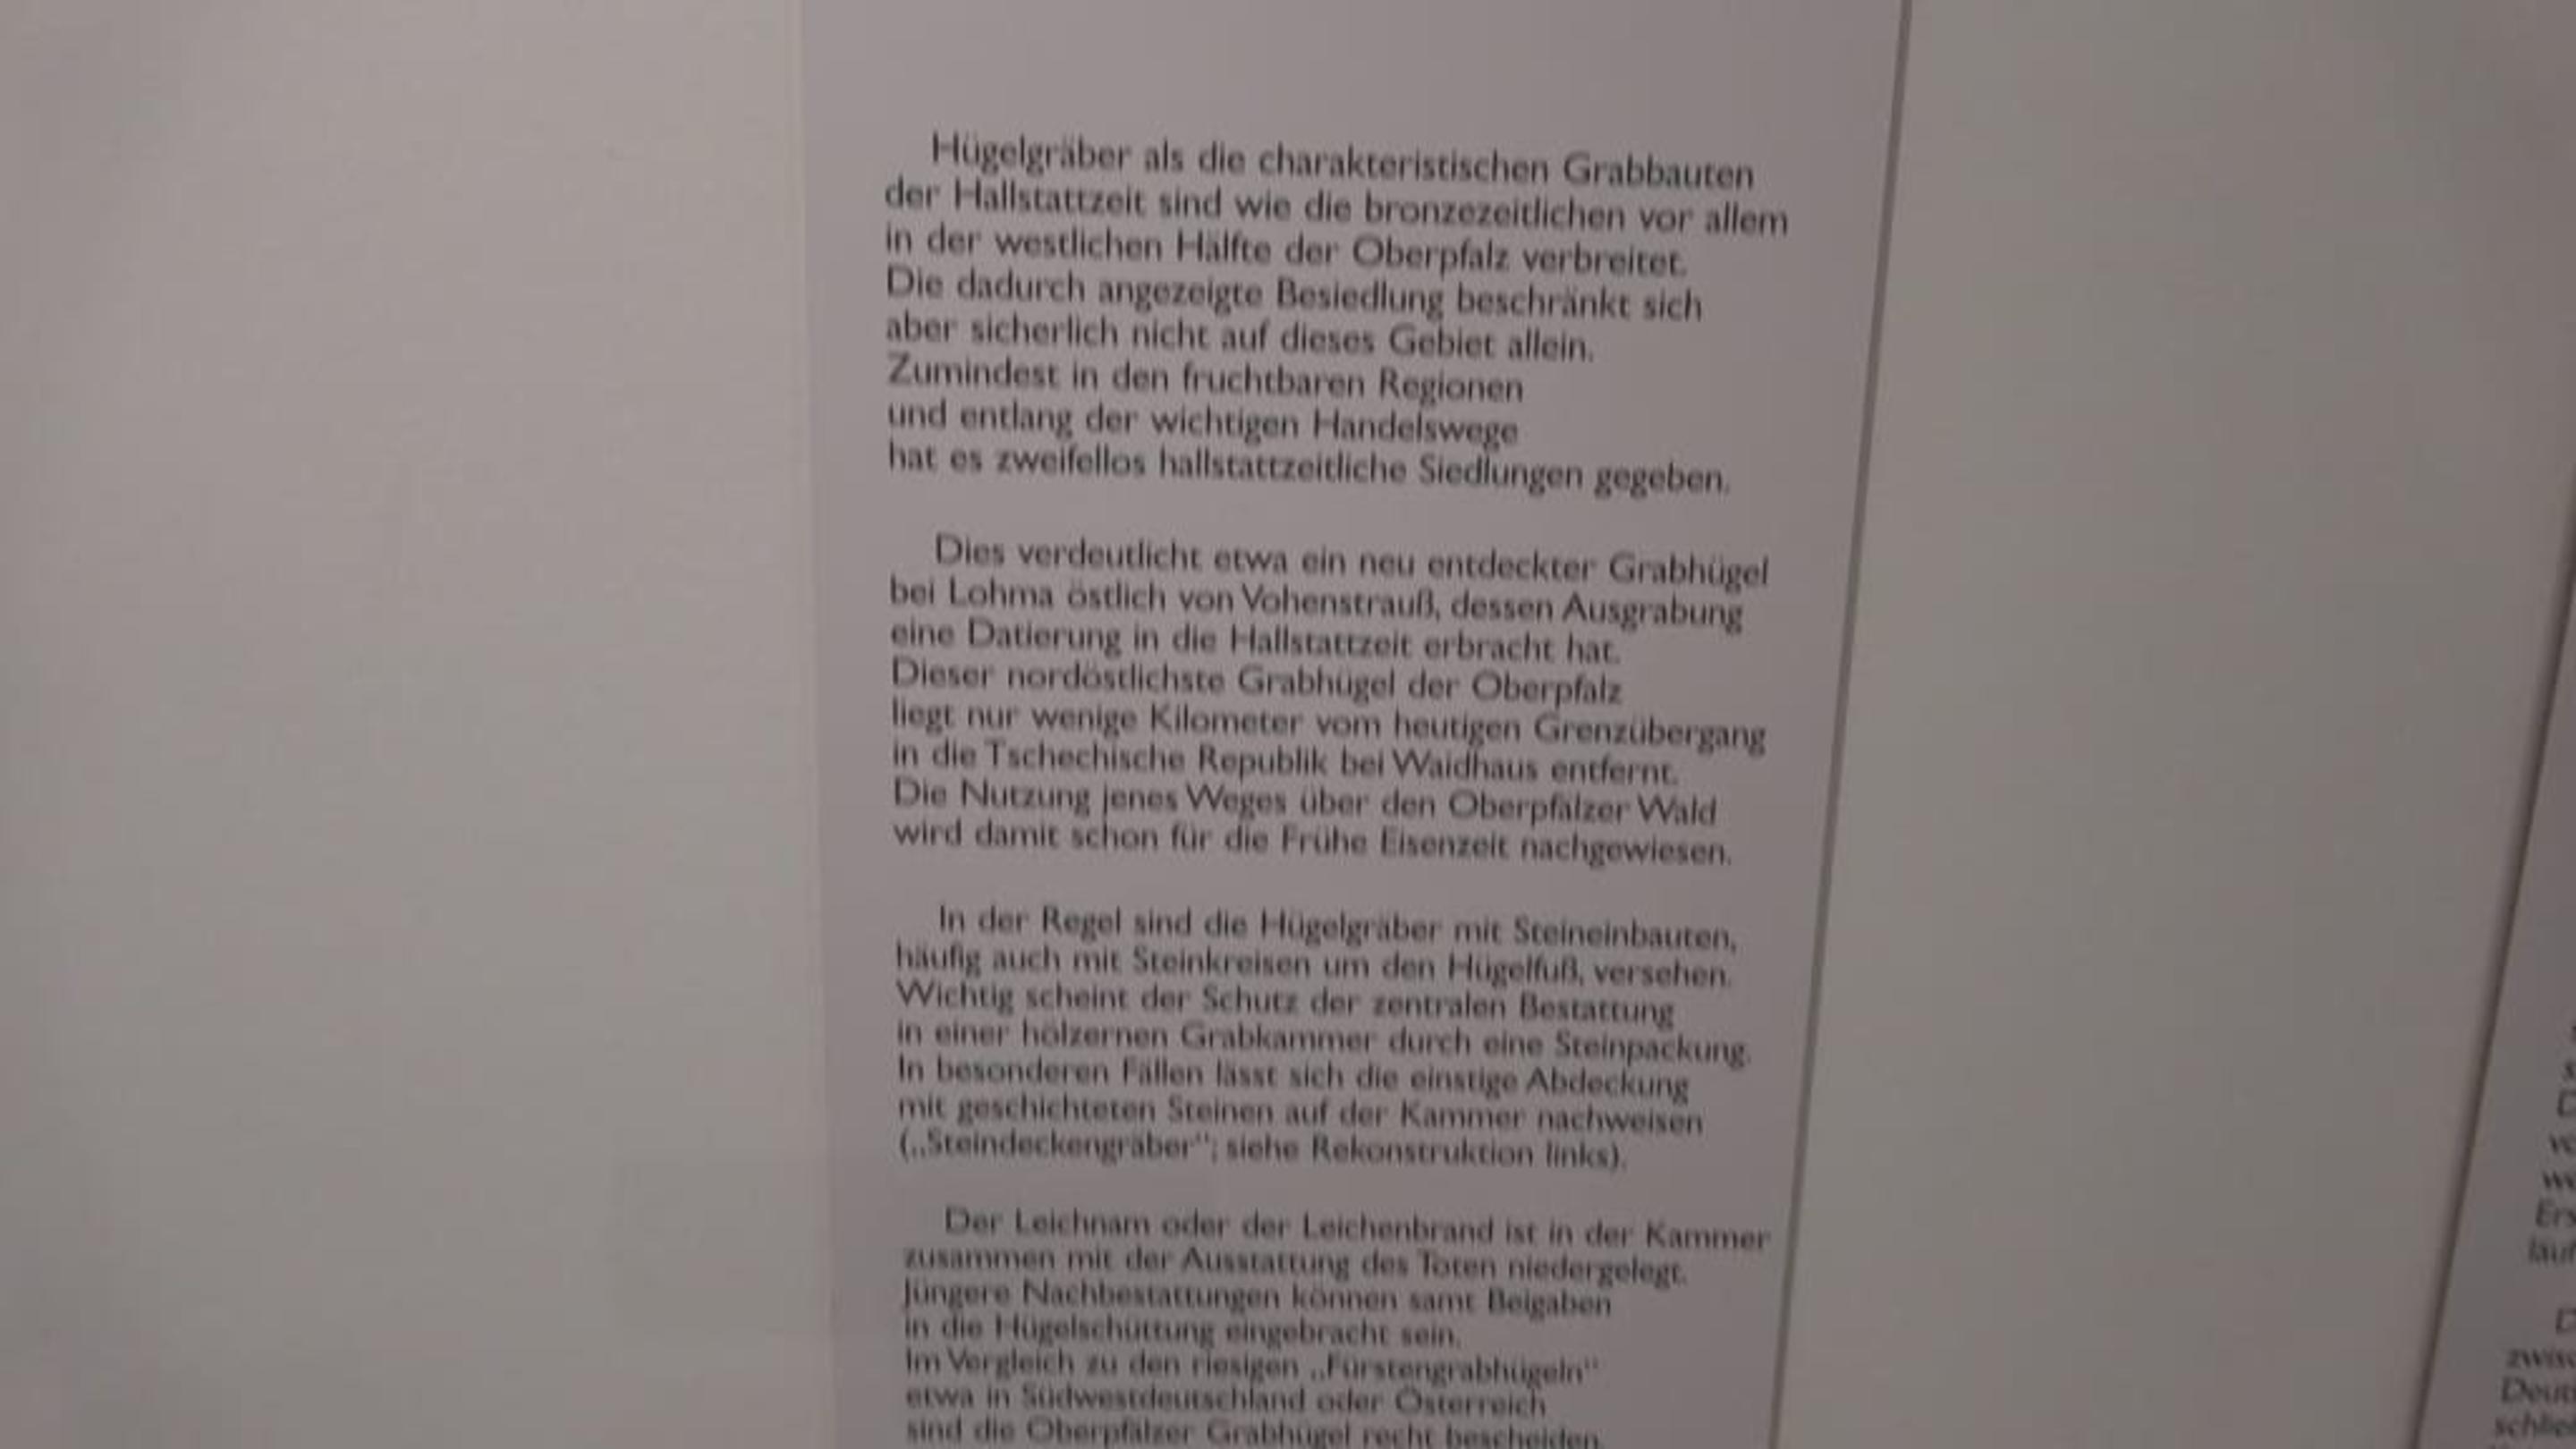 Hügelgräber als die charakteristischen Grabbauten
der Hallstattzeit sind wie die bronzezeitlichen vor allem
in der westlichen Hälfte der Oberpfalz verbreitet.
Die dadurch angezeigte Besiedlung beschränkt sich
aber sicherlich nicht auf dieses Gebiet allein.
Zumindest in den fruchtbaren Regionen
und entlang der wichtigen Handelswege
hat es zweifellos hallstattzeitliche Siedlungen gegeben.
Dies verdeutlicht etwa ein neu entdeckter Grabhügel
bei Lohma östlich von Vohenstrauß, dessen Ausgrabung
eine Datierung in die Hallstattzeit erbracht hat.
Dieser nordöstlichste Grabhügel der Oberpfalz
liegt nur wenige Kilometer vom heutigen Grenzübergang
in die Tschechische Republik bei Waidhaus entfernt.
Die Nutzung jenes Weges über den Oberpfälzer Wald
wird damit schon für die Frühe Eisenzeit nachgewiesen.
In der Regel sind die Hügelgräber mit Steineinbauten,
häufig auch mit Steinkreisen um den Hügelfuß, versehen.
Wichtig scheint der Schutz der zentralen Bestattung
in einer hölzernen Grabkammer durch eine Steinpackung.
In besonderen Fällen lässt sich die einstige Abdeckung
mit geschichteten Steinen auf der Kammer nachweisen
(„Steindeckengräber“; siehe Rekonstruktion links).
Der Leichnam oder der Leichenbrand ist in der Kammer
zusammen mit der Ausstattung des Toten niedergelegt.
Jüngere Nachbestattungen können samt Beigaben
in die Hügelschüttung eingebracht sein.
Im Vergleich zu den riesigen „Fürstengrabhügeln“
etwa in Südwestdeutschland oder Österreich
sind die Oberpfälzer Grabhügel recht bescheiden.